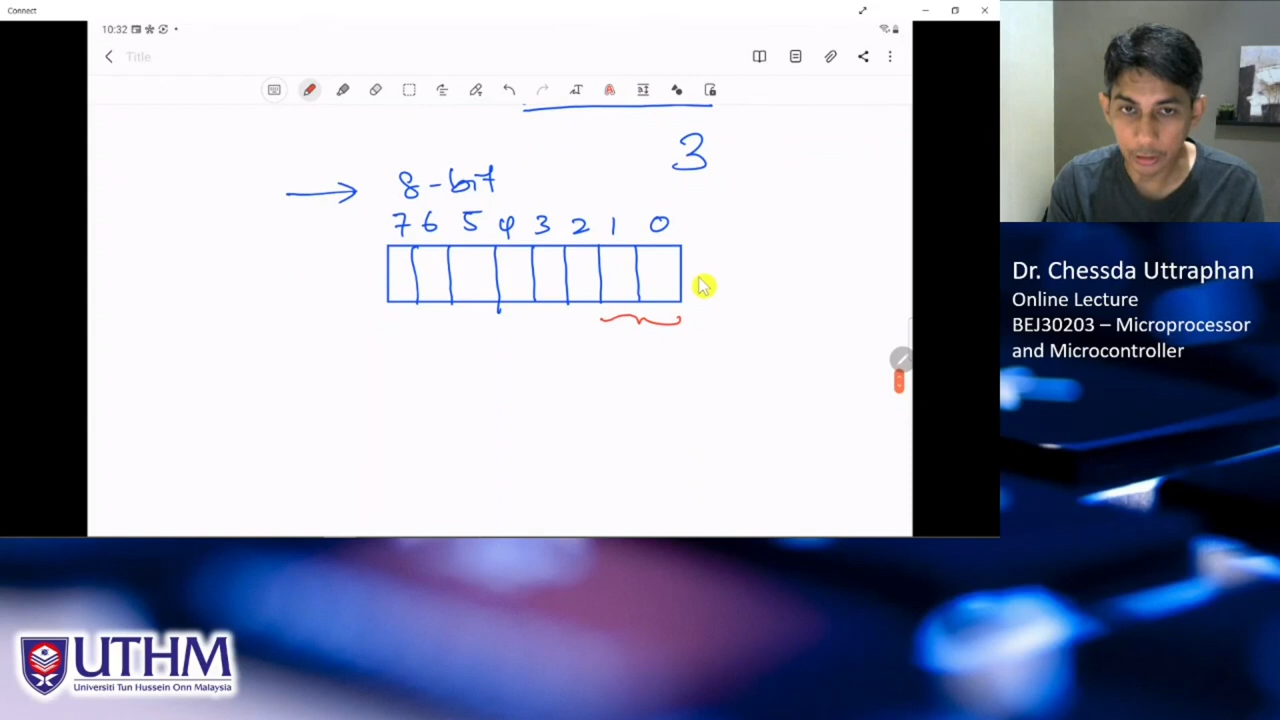 Connect
10:32
Title
3
8-bit
7 6 5 4 3 2 1 0
Dr. Chessda Uttraphan
Online Lecture
BEJ30203 – Microprocessor
and Microcontroller
UTHM
Universiti Tun Hussein Onn Malaysia